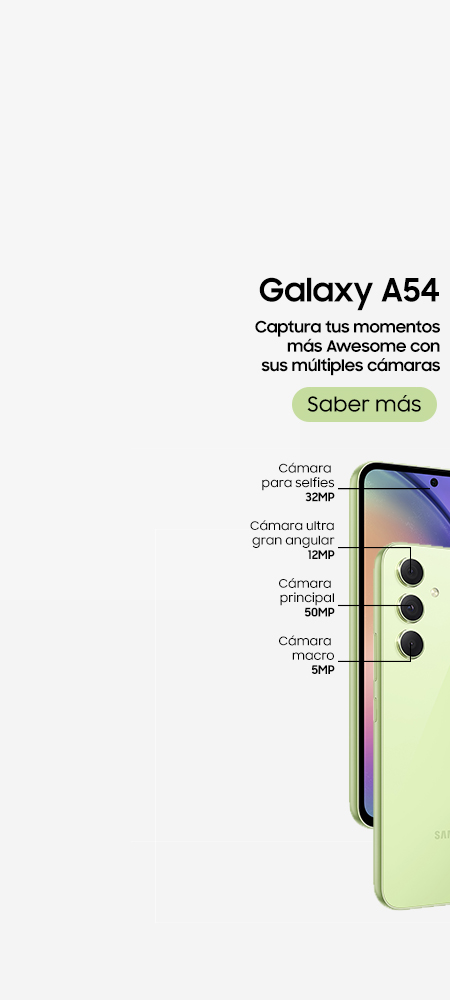 Galaxy A54
Captura tus momentos
más Awesome con
sus múltiples cámaras
Saber más
Cámara
para selfies
32MP
Cámara ultra
gran angular
12MP
Cámara
principal
50MP
Cámara
macro
5MP